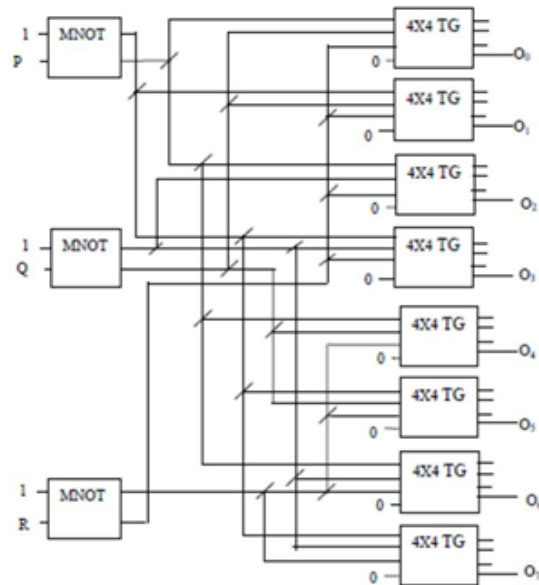 1 MNOT
P
4X4 TG
0
O0
4X4 TG
0
O1
4X4 TG
0
O2
1 MNOT
Q
4X4 TG
0
O3
4X4 TG
0
O4
4X4 TG
0
O5
1 MNOT
R
4X4 TG
0
O6
4X4 TG
0
O7